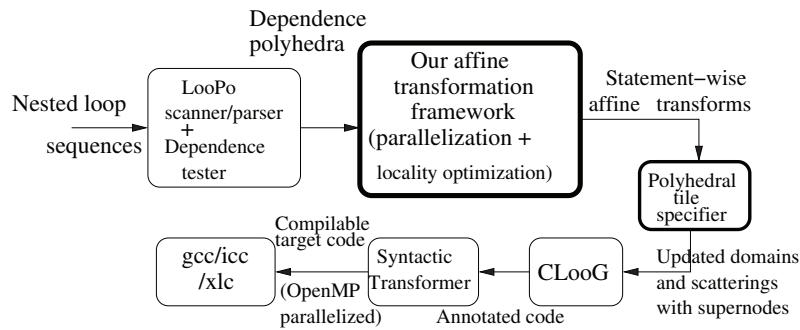 Nested loop
sequences
LooPo
scanner/parser
+
Dependence
tester
Dependence
polyhedra
Our affine
transformation
framework
(parallelization +
locality optimization)
Statement-wise
affine transforms
Polyhedral
tile
specifier
Updated domains
and scatterings
with supernodes
CLooG
Annotated code
Syntactic
Transformer
Compilable
target code
(OpenMP
parallelized)
gcc/icc
/xlc